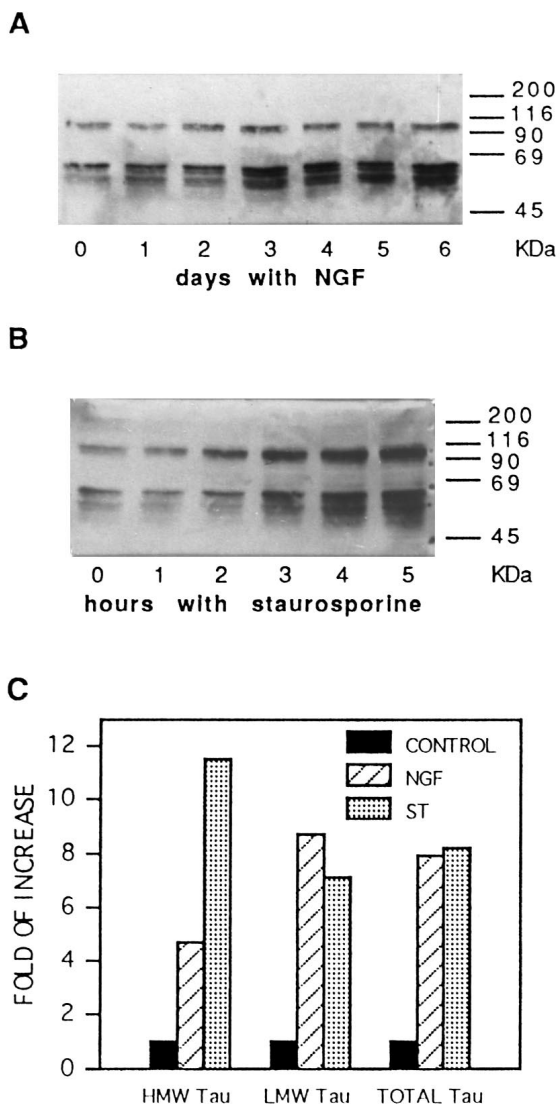 A
200
116
90
69
45
0 1 2 3 4 5 6 KDa
days with NGF
B
200
116
90
69
45
0 1 2 3 4 5 KDa
hours with staurosporine
C
FOLD OF INCREASE
12
10
8
6
4
2
0
CONTROL
NGF
ST
HMW Tau LMW Tau TOTAL Tau